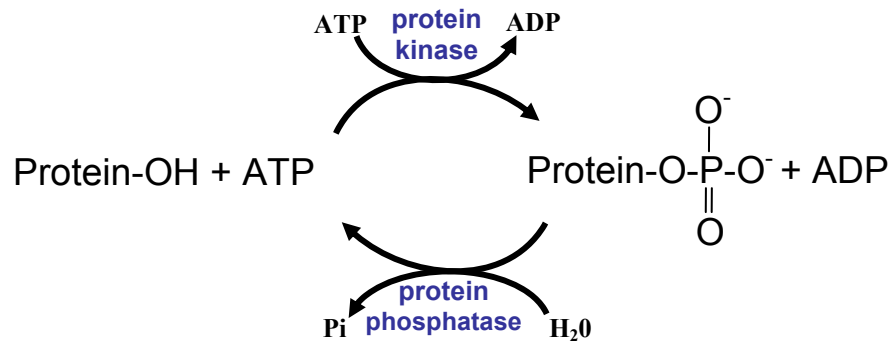 ATP protein kinase ADP
Protein-OH + ATP
O⁻
Protein-O-P-O⁻ + ADP
O
Pi protein phosphatase H₂0